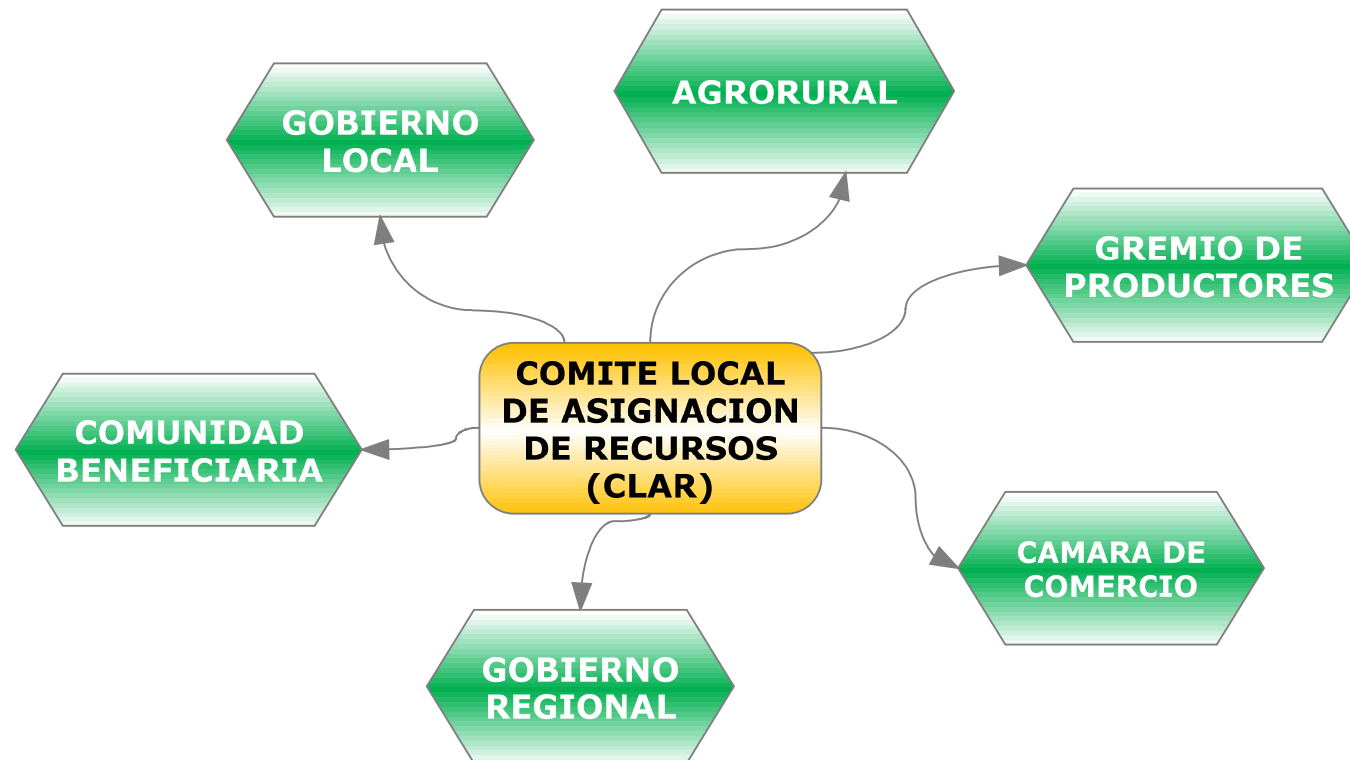 AGRORURAL
GOBIERNO
LOCAL
GREMIO DE
PRODUCTORES
COMITE LOCAL
DE ASIGNACION
DE RECURSOS
(CLAR)
COMUNIDAD
BENEFICIARIA
CAMARA DE
COMERCIO
GOBIERNO
REGIONAL